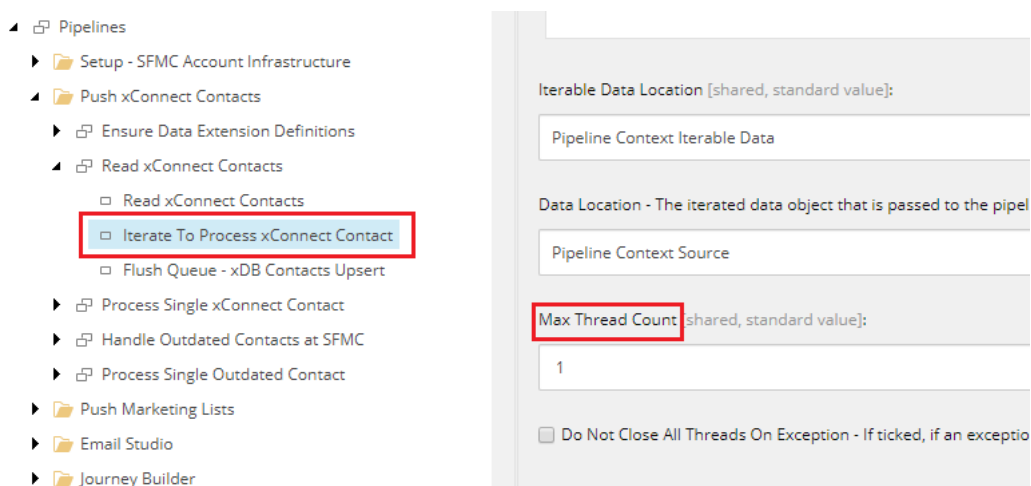 Pipelines
Setup - SFMC Account Infrastructure
Push xConnect Contacts
Ensure Data Extension Definitions
Read xConnect Contacts
Read xConnect Contacts
Iterate To Process xConnect Contact
Flush Queue - xDB Contacts Upsert
Process Single xConnect Contact
Handle Outdated Contacts at SFMC
Process Single Outdated Contact
Push Marketing Lists
Email Studio
Journey Builder
Iterable Data Location [shared, standard value]:
Pipeline Context Iterable Data
Data Location - The iterated data object that is passed to the pipel
Pipeline Context Source
Max Thread Count [shared, standard value]:
1
Do Not Close All Threads On Exception - If ticked, if an exceptio